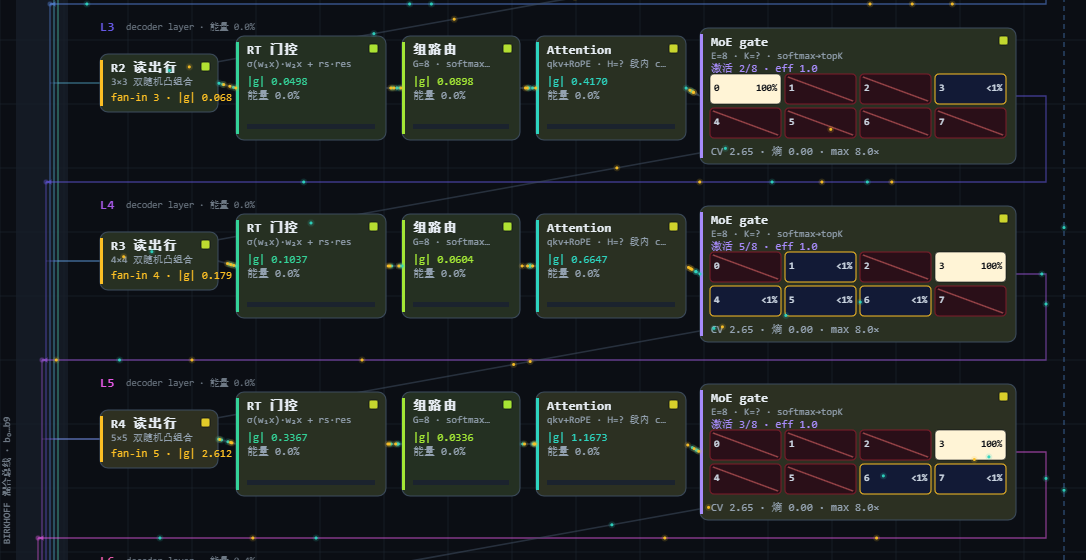 L3 decoder layer · 能量 0.0%
R2 读出行
3×3 双随机凸组合
fan-in 3 · |g| 0.068
RT 门控
σ(w₁x)·w₂x + rs·res
|g| 0.0498
能量 0.0%
组路由
G=8 · softmax…
|g| 0.0898
能量 0.0%
Attention
qkv+RoPE · H=? 段内 c…
|g| 0.4170
能量 0.0%
MoE gate
E=8 · K=? · softmax+topK
激活 2/8 · eff 1.0
0 100% 1 2 3 <1%
4 5 6 7
CV 2.65 · 熵 0.00 · max 8.0×
L4 decoder layer · 能量 0.0%
R3 读出行
4×4 双随机凸组合
fan-in 4 · |g| 0.179
RT 门控
σ(w₁x)·w₂x + rs·res
|g| 0.1037
能量 0.0%
组路由
G=8 · softmax…
|g| 0.0604
能量 0.0%
Attention
qkv+RoPE · H=? 段内 c…
|g| 0.6647
能量 0.0%
MoE gate
E=8 · K=? · softmax+topK
激活 5/8 · eff 1.0
0 1 <1% 2 3 100%
4 <1% 5 <1% 6 <1% 7
CV 2.65 · 熵 0.00 · max 8.0×
L5 decoder layer · 能量 0.0%
R4 读出行
5×5 双随机凸组合
fan-in 5 · |g| 2.612
RT 门控
σ(w₁x)·w₂x + rs·res
|g| 0.3367
能量 0.0%
组路由
G=8 · softmax…
|g| 0.0336
能量 0.0%
Attention
qkv+RoPE · H=? 段内 c…
|g| 1.1673
能量 0.0%
MoE gate
E=8 · K=? · softmax+topK
激活 3/8 · eff 1.0
0 1 2 3 100%
4 5 6 <1% 7 <1%
CV 2.65 · 熵 0.00 · max 8.0×
BIRKHOFF 混合总线 ·